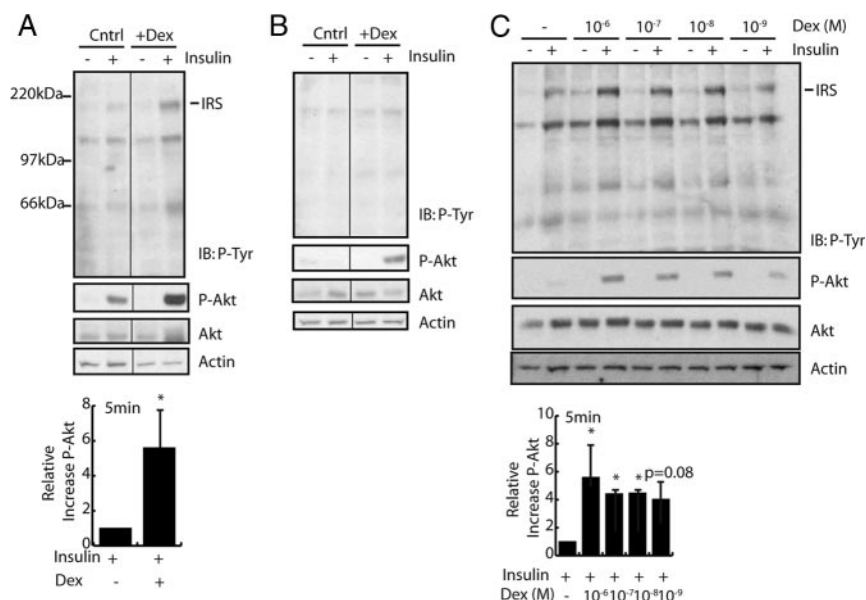 A
Cntrl +Dex
- + - + Insulin
220kDa
IRS
97kDa
66kDa
IB: P-Tyr
P-Akt
Akt
Actin
5min
*
8
6
4
2
0
Relative
Increase P-Akt
Insulin + +
Dex - +
B
Cntrl +Dex
- + - + Insulin
IB: P-Tyr
P-Akt
Akt
Actin
C
- 10⁻⁶ 10⁻⁷ 10⁻⁸ 10⁻⁹ Dex (M)
- + - + - + - + - + Insulin
IRS
IB: P-Tyr
P-Akt
Akt
Actin
5min
* * * p=0.08
10
8
6
4
2
0
Relative
Increase P-Akt
Insulin + + + + +
Dex (M) - 10⁻⁶ 10⁻⁷ 10⁻⁸ 10⁻⁹